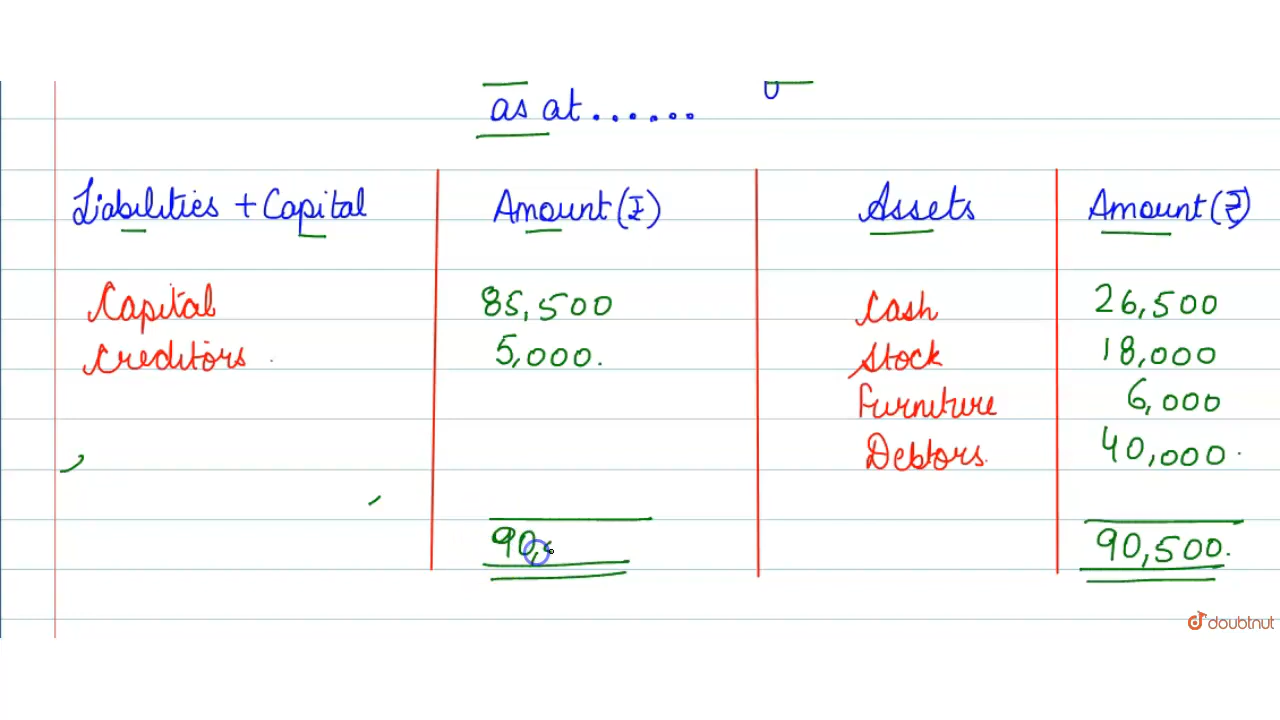 as at......
Liabilities + Capital Amount (₹) Assets Amount (₹)
Capital 85,500 Cash 26,500
Creditors 5,000. Stock 18,000
Furniture 6,000
Debtors 40,000
90, 90,500
doubtnut